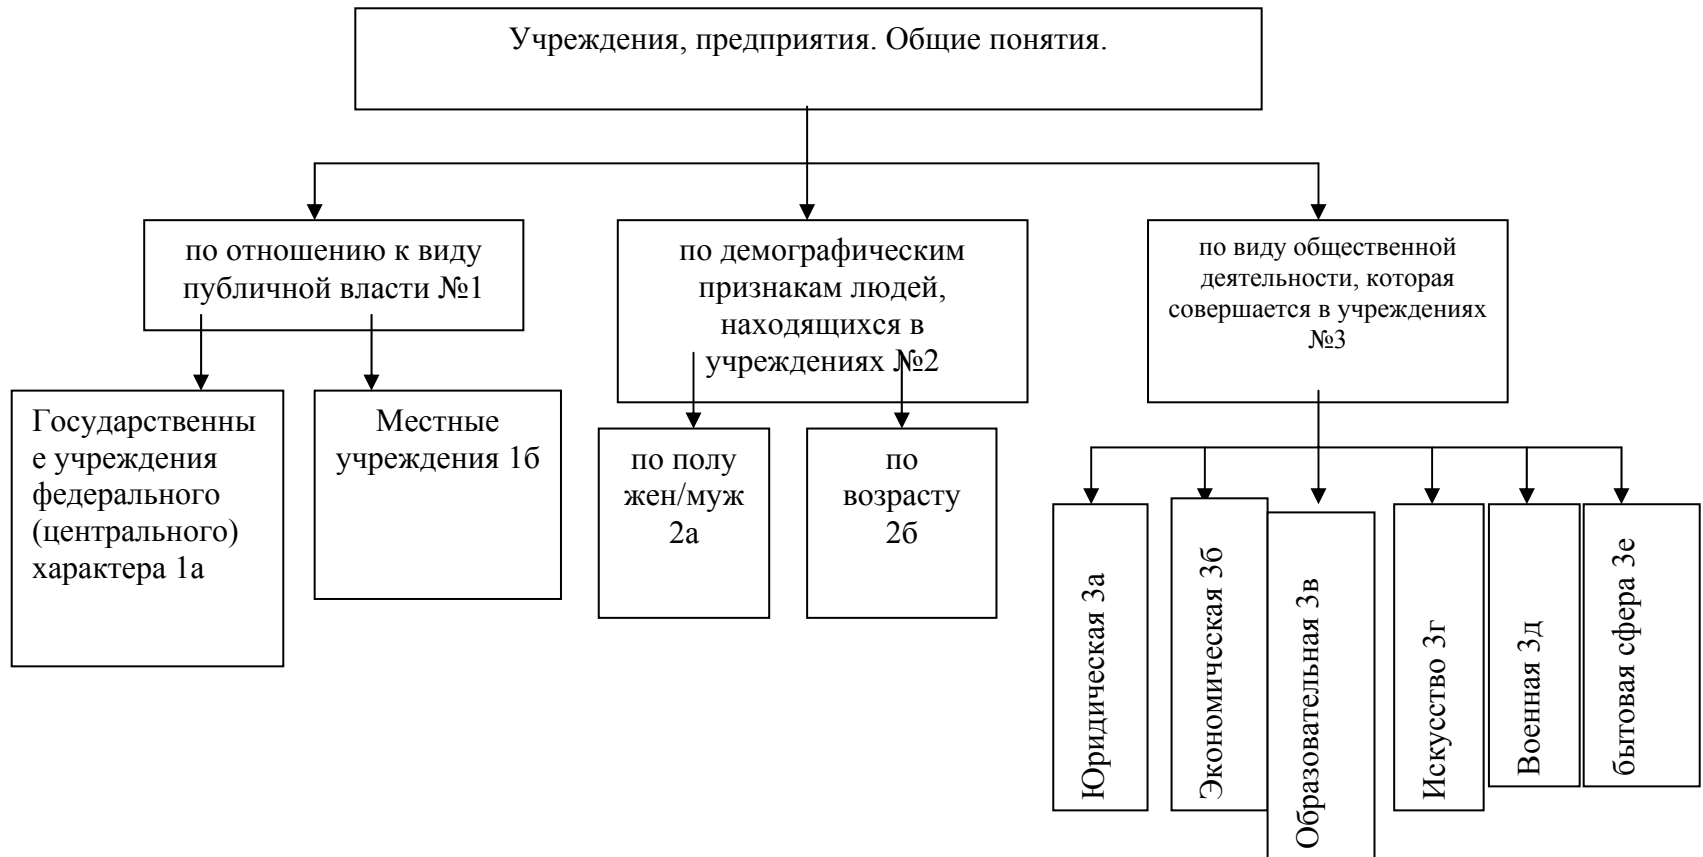 Учреждения, предприятия. Общие понятия.
по отношению к виду
публичной власти №1
по демографическим
признакам людей,
находящихся в
учреждениях №2
по виду общественной
деятельности, которая
совершается в учреждениях
№3
Государственны
е учреждения
федерального
(центрального)
характера 1а
Местные
учреждения 1б
по полу
жен/муж
2а
по
возрасту
2б
Юридическая 3а
Экономическая 3б
Образовательная 3в
Искусство 3г
Военная 3д
бытовая сфера 3е